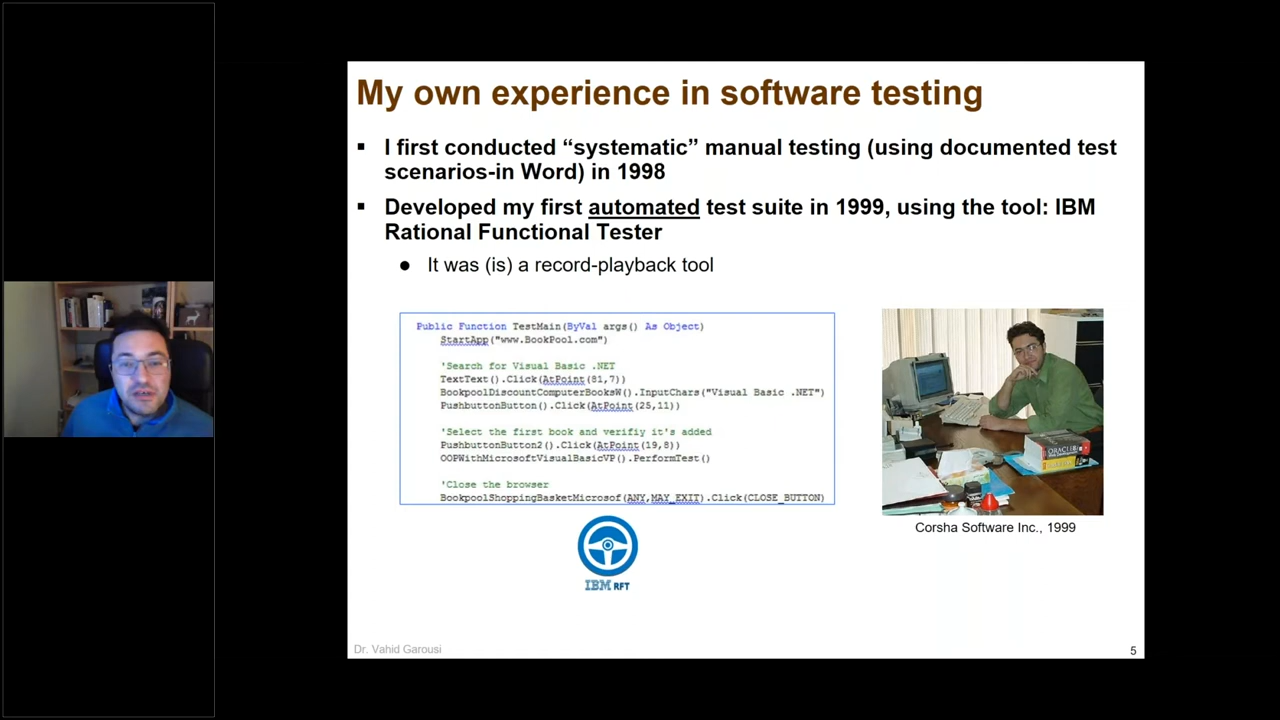 My own experience in software testing
I first conducted “systematic” manual testing (using documented test
scenarios-in Word) in 1998
Developed my first automated test suite in 1999, using the tool: IBM
Rational Functional Tester
It was (is) a record-playback tool
Public Function TestMain(ByVal args() As Object)
StartApp("www.BookPool.com")
'Search for Visual Basic .NET
TextText().Click(AtPoint(81,7))
BookpoolDiscountComputerBooksW().InputChars("Visual Basic .NET")
PushbuttonButton().Click(AtPoint(25,11))
'Select the first book and verifiy it's added
PushbuttonButton2().Click(AtPoint(19,8))
OOPWithMicrosoftVisualBasicVP().PerformTest()
'Close the browser
BookpoolShoppingBasketMicrosof(ANY,MAY_EXIT).Click(CLOSE_BUTTON)
IBM RFT
ORACLE
Corsha Software Inc., 1999
Dr. Vahid Garousi
5